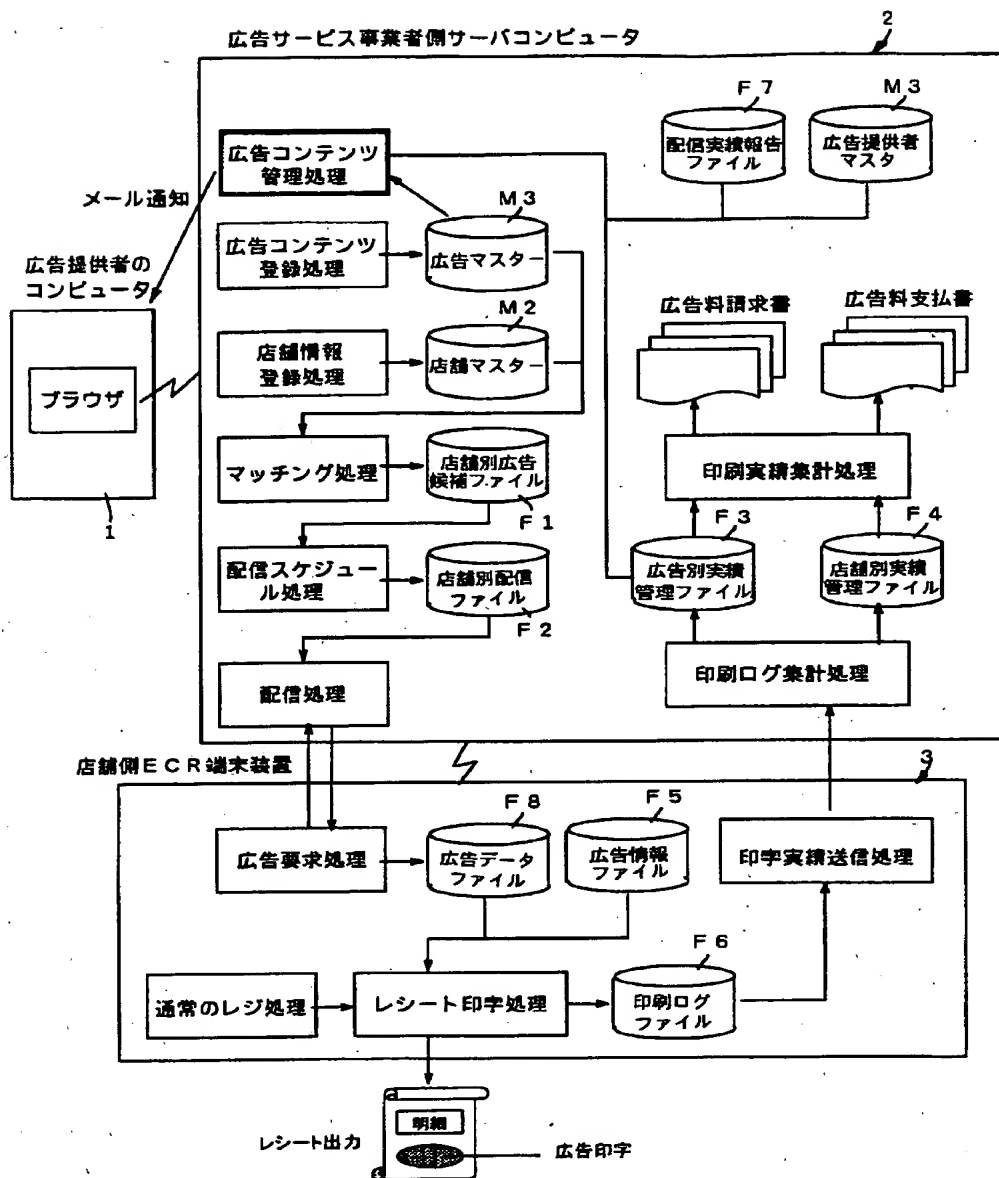 広告サービス事業者側サーバコンピュータ
2
F7
M3
配信実績報告
ファイル
広告提供者
マスタ
広告コンテンツ
管理処理
メール通知
M3
広告コンテンツ
登録処理
広告マスター
広告提供者の
コンピュータ
M2
広告料請求書
広告料支払書
店舗情報
登録処理
店舗マスター
ブラウザ
マッチング処理
店舗別広告
候補ファイル
印刷実績集計処理
1
F1
F3
F4
配信スケジュー
ル処理
店舗別配信
ファイル
広告別実績
管理ファイル
店舗別実績
管理ファイル
F2
配信処理
印刷ログ集計処理
店舗側ECR端末装置
3
F8
F5
広告要求処理
広告データ
ファイル
広告情報
ファイル
印字実績送信処理
F6
通常のレジ処理
レシート印字処理
印刷ログ
ファイル
明細
レシート出力
広告印字